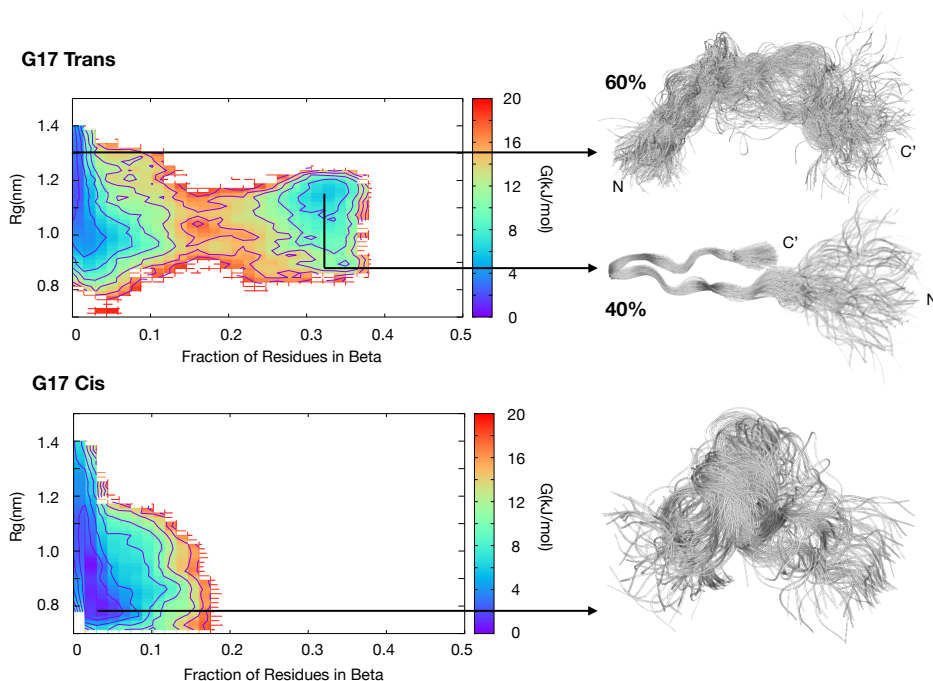 G17 Trans
60%
1.4
1.2
1.0
0.8
Rg(nm)
0
0.1
0.2
0.3
0.4
0.5
Fraction of Residues in Beta
20
16
12
8
4
0
G(kJ/mol)
N
C'
C'
N
40%
G17 Cis
1.4
1.2
1.0
0.8
Rg(nm)
0
0.1
0.2
0.3
0.4
0.5
Fraction of Residues in Beta
20
16
12
8
4
0
G(kJ/mol)